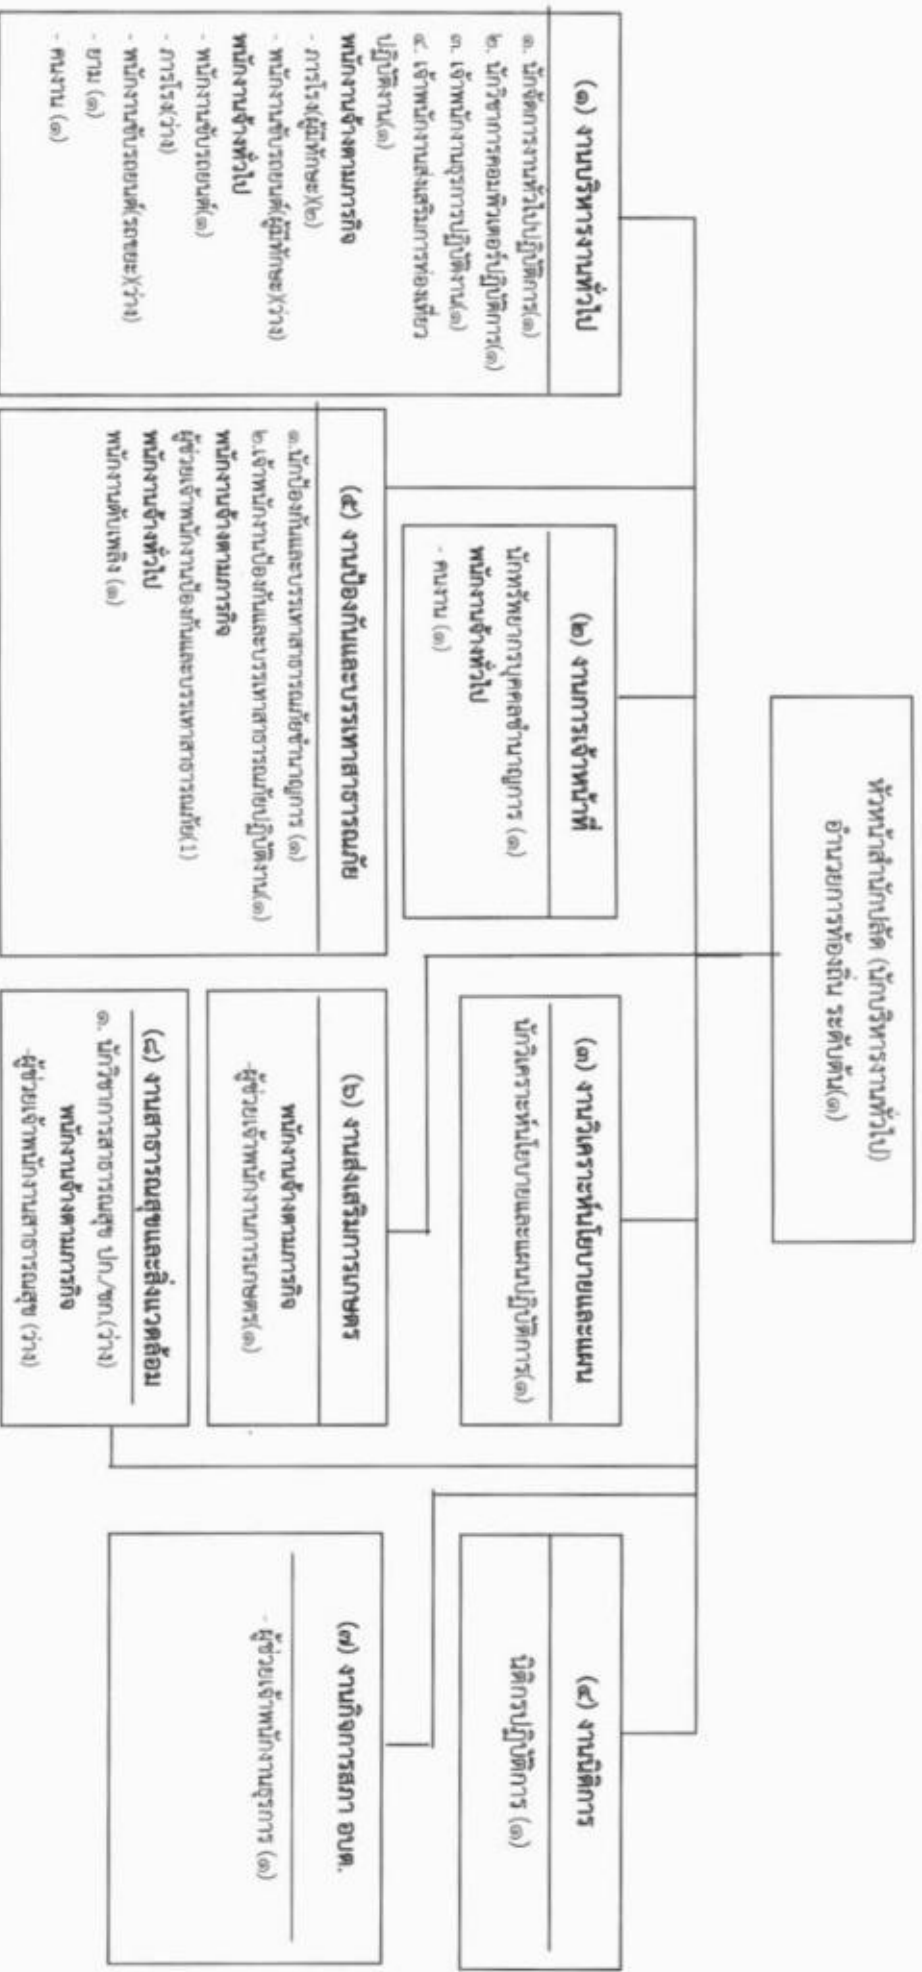 หัวหน้าสำนักปลัด (นักบริหารงานทั่วไป)
อำนวยการท้องถิ่น ระดับต้น(๑)
(๑) งานบริหารงานทั่วไป
๑. นักจัดการงานทั่วไปปฏิบัติการ(๑)
๒. นักวิชาการคอมพิวเตอร์ปฏิบัติการ(๑)
๓. เจ้าพนักงานธุรการปฏิบัติงาน(๑)
๔. เจ้าพนักงานส่งเสริมการท่องเที่ยว
ปฏิบัติงาน(๑)
พนักงานจ้างตามภารกิจ
- ภารโรง(ผู้มีทักษะ)(๒)
- พนักงานขับรถยนต์(ผู้มีทักษะ)(ว่าง)
พนักงานจ้างทั่วไป
- พนักงานขับรถยนต์(๑)
- ภารโรง(ว่าง)
- พนักงานขับรถยนต์(รถขยะ)(ว่าง)
- ยาม (๑)
- คนงาน (๑)
(๒) งานการเจ้าหน้าที่
นักทรัพยากรบุคคลชำนาญการ (๑)
พนักงานจ้างทั่วไป
- คนงาน (๑)
(๓) งานวิเคราะห์นโยบายและแผน
นักวิเคราะห์นโยบายและแผนปฏิบัติการ(๑)
(๔) งานนิติการ
นิติกรปฏิบัติการ (๑)
(๕) งานป้องกันและบรรเทาสาธารณภัย
๑.นักป้องกันและบรรเทาสาธารณภัยชำนาญการ (๑)
๒.เจ้าพนักงานป้องกันและบรรเทาสาธารณภัยปฏิบัติงาน(๑)
พนักงานจ้างตามภารกิจ
ผู้ช่วยเจ้าพนักงานป้องกันและบรรเทาสาธารณภัย(1)
พนักงานจ้างทั่วไป
พนักงานดับเพลิง (๑)
(๖) งานส่งเสริมการเกษตร
พนักงานจ้างตามภารกิจ
-ผู้ช่วยเจ้าพนักงานการเกษตร(๑)
(๗) งานกิจการสภา อบต.
- ผู้ช่วยเจ้าพนักงานธุรการ (๑)
(๘) งานสาธารณสุขและสิ่งแวดล้อม
๑. นักวิชาการสาธารณสุข ปก./ชก.(ว่าง)
พนักงานจ้างตามภารกิจ
-ผู้ช่วยเจ้าพนักงานสาธารณสุข (ว่าง)